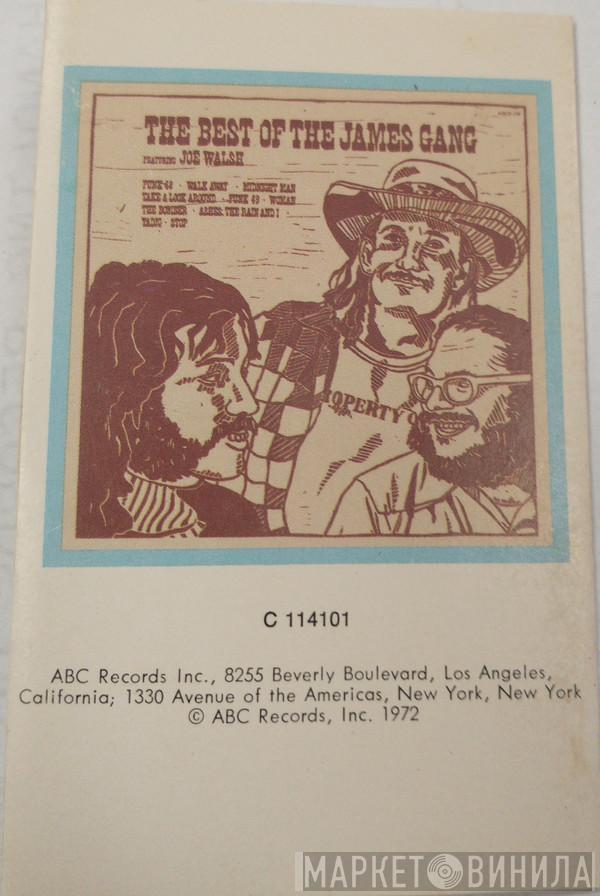 THE BEST OF THE JAMES GANG
FEATURING JOE WALSH
FUNK #48 · WALK AWAY · MIDNIGHT MAN
TAKE A LOOK AROUND · FUNK #49 · WOMAN
THE BOMBER · ASHES, THE RAIN AND I
YADIG · STOP
ROPERTY O
C 114101
ABC Records Inc., 8255 Beverly Boulevard, Los Angeles,
California; 1330 Avenue of the Americas, New York, New York
© ABC Records, Inc. 1972
МАРКЕТ ВИНИЛА